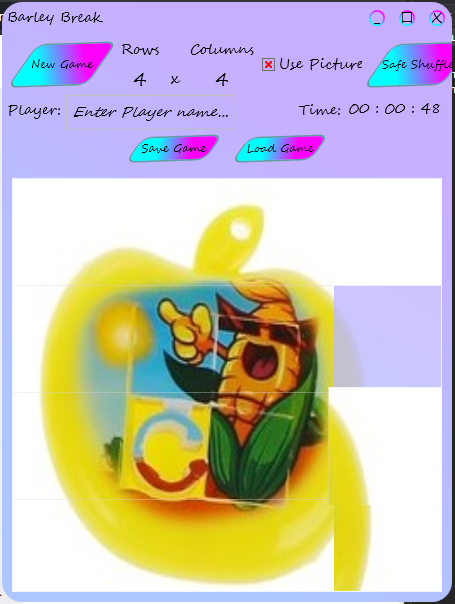 Barley Break
Rows Columns
New Game 4 x 4 Use Picture Safe Shuffle
Player: Enter Player name... Time: 00 : 00 : 48
Save Game Load Game